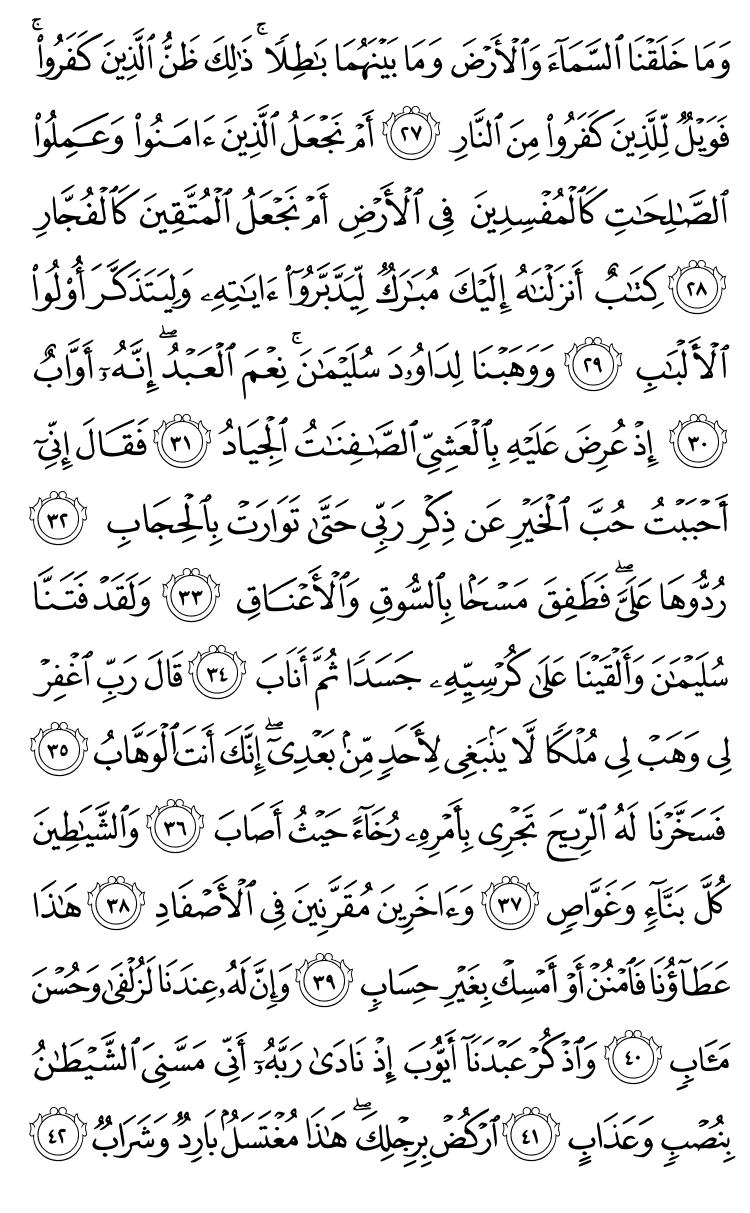 وَمَا خَلَقْنَا ٱلسَّمَآءَ وَٱلْأَرْضَ وَمَا بَيْنَهُمَا بَـٰطِلًا ۚ ذَٰلِكَ ظَنُّ ٱلَّذِينَ كَفَرُوا۟ ۚ
فَوَيْلٌ لِّلَّذِينَ كَفَرُوا۟ مِنَ ٱلنَّارِ ٢٧ أَمْ نَجْعَلُ ٱلَّذِينَ ءَامَنُوا۟ وَعَمِلُوا۟
ٱلصَّـٰلِحَـٰتِ كَٱلْمُفْسِدِينَ فِى ٱلْأَرْضِ أَمْ نَجْعَلُ ٱلْمُتَّقِينَ كَٱلْفُجَّارِ
٢٨ كِتَـٰبٌ أَنزَلْنَـٰهُ إِلَيْكَ مُبَـٰرَكٌ لِّيَدَّبَّرُوٓا۟ ءَايَـٰتِهِۦ وَلِيَتَذَكَّرَ أُو۟لُوا۟
ٱلْأَلْبَـٰبِ ٢٩ وَوَهَبْنَا لِدَاوُۥدَ سُلَيْمَـٰنَ ۚ نِعْمَ ٱلْعَبْدُ ۖ إِنَّهُۥٓ أَوَّابٌ
٣٠ إِذْ عُرِضَ عَلَيْهِ بِٱلْعَشِىِّ ٱلصَّـٰفِنَـٰتُ ٱلْجِيَادُ ٣١ فَقَالَ إِنِّىٓ
أَحْبَبْتُ حُبَّ ٱلْخَيْرِ عَن ذِكْرِ رَبِّى حَتَّىٰ تَوَارَتْ بِٱلْحِجَابِ ٣٢
رُدُّوهَا عَلَىَّ ۖ فَطَفِقَ مَسْحًۢا بِٱلسُّوقِ وَٱلْأَعْنَاقِ ٣٣ وَلَقَدْ فَتَنَّا
سُلَيْمَـٰنَ وَأَلْقَيْنَا عَلَىٰ كُرْسِيِّهِۦ جَسَدًا ثُمَّ أَنَابَ ٣٤ قَالَ رَبِّ ٱغْفِرْ
لِى وَهَبْ لِى مُلْكًا لَّا يَنۢبَغِى لِأَحَدٍ مِّنۢ بَعْدِىٓ ۖ إِنَّكَ أَنتَ ٱلْوَهَّابُ ٣٥
فَسَخَّرْنَا لَهُ ٱلرِّيحَ تَجْرِى بِأَمْرِهِۦ رُخَآءً حَيْثُ أَصَابَ ٣٦ وَٱلشَّيَـٰطِينَ
كُلَّ بَنَّآءٍ وَغَوَّاصٍ ٣٧ وَءَاخَرِينَ مُقَرَّنِينَ فِى ٱلْأَصْفَادِ ٣٨ هَـٰذَا
عَطَآؤُنَا فَٱمْنُنْ أَوْ أَمْسِكْ بِغَيْرِ حِسَابٍ ٣٩ وَإِنَّ لَهُۥ عِندَنَا لَزُلْفَىٰ وَحُسْنَ
مَـَٔابٍ ٤٠ وَٱذْكُرْ عَبْدَنَآ أَيُّوبَ إِذْ نَادَىٰ رَبَّهُۥٓ أَنِّى مَسَّنِىَ ٱلشَّيْطَـٰنُ
بِنُصْبٍ وَعَذَابٍ ٤١ ٱرْكُضْ بِرِجْلِكَ ۖ هَـٰذَا مُغْتَسَلٌۢ بَارِدٌ وَشَرَابٌ ٤٢